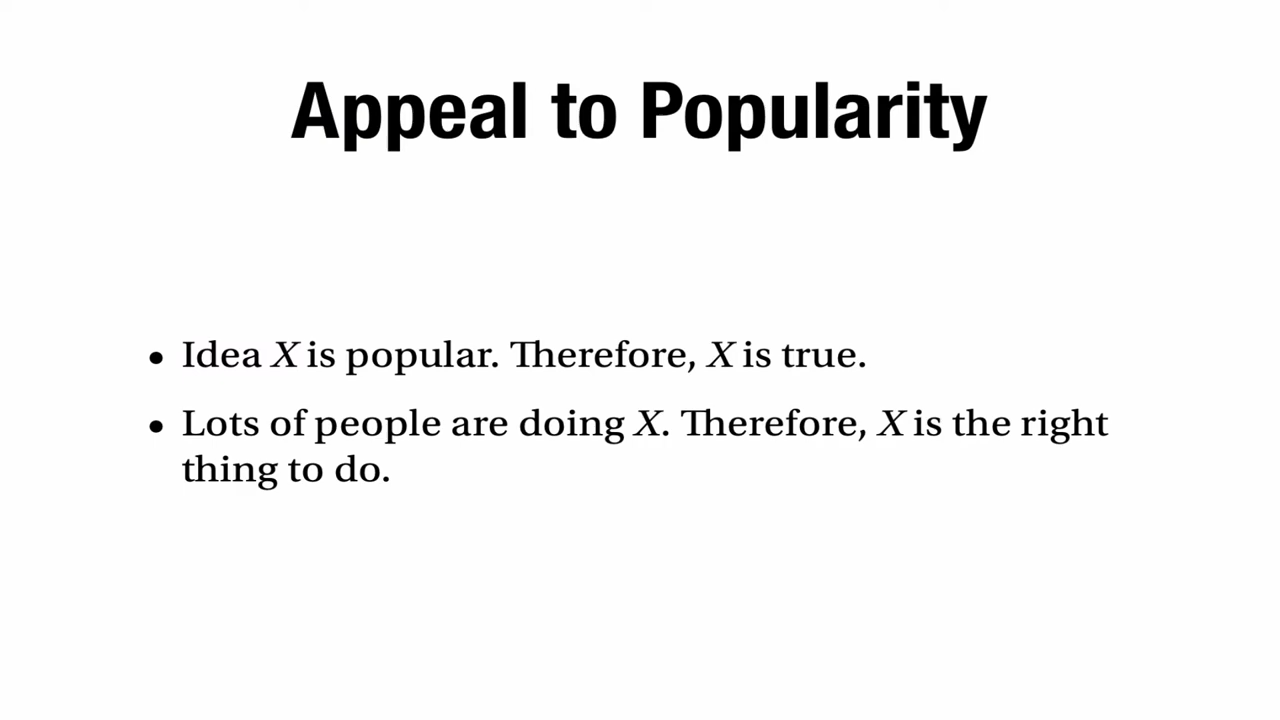 Appeal to Popularity
• Idea X is popular. Therefore, X is true.
• Lots of people are doing X. Therefore, X is the right
thing to do.